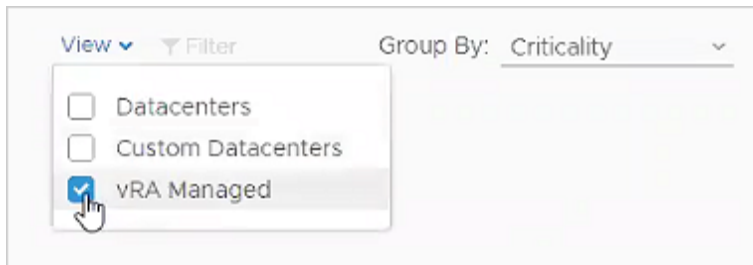 View Filter Group By: Criticality
Datacenters
Custom Datacenters
vRA Managed